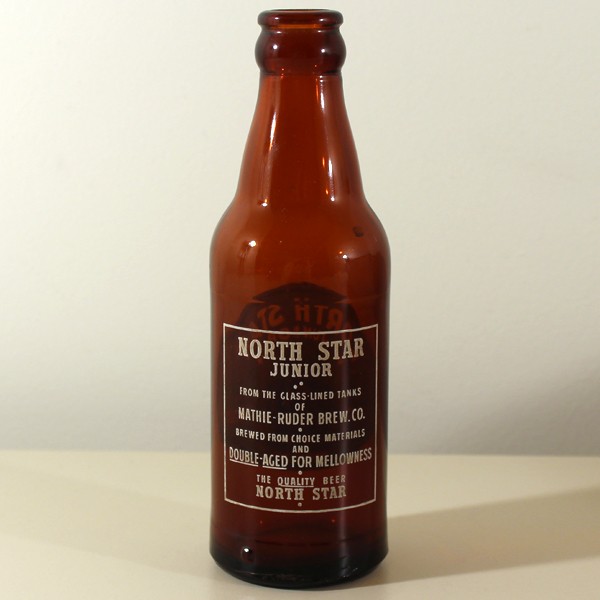 NORTH STAR
JUNIOR
FROM THE GLASS-LINED TANKS
OF
MATHIE-RUDER BREW. CO.
BREWED FROM CHOICE MATERIALS
AND
DOUBLE-AGED FOR MELLOWNESS
THE QUALITY BEER
NORTH STAR